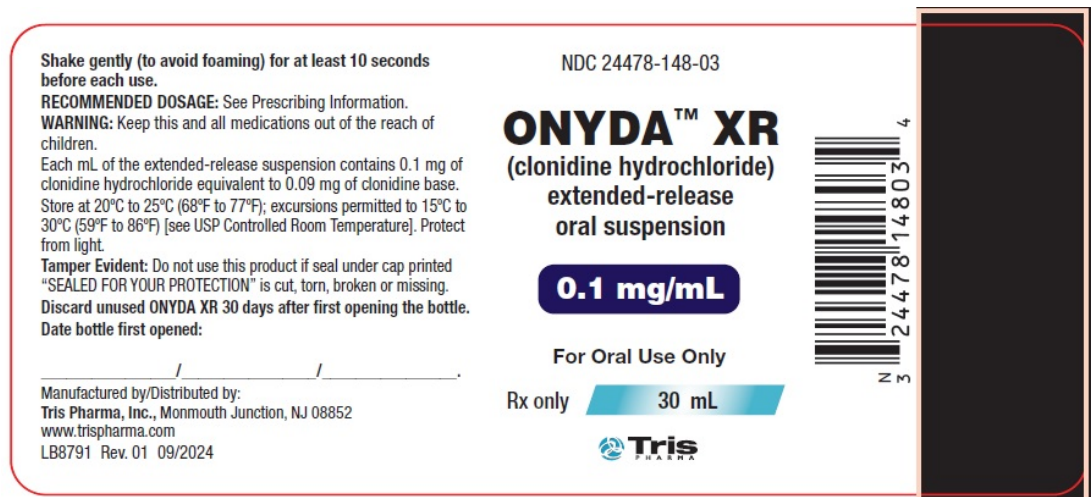 Shake gently (to avoid foaming) for at least 10 seconds
before each use.
RECOMMENDED DOSAGE: See Prescribing Information.
WARNING: Keep this and all medications out of the reach of
children.
Each mL of the extended-release suspension contains 0.1 mg of
clonidine hydrochloride equivalent to 0.09 mg of clonidine base.
Store at 20ºC to 25ºC (68ºF to 77ºF); excursions permitted to 15ºC to
30ºC (59ºF to 86ºF) [see USP Controlled Room Temperature]. Protect
from light.
Tamper Evident: Do not use this product if seal under cap printed
“SEALED FOR YOUR PROTECTION” is cut, torn, broken or missing.
Discard unused ONYDA XR 30 days after first opening the bottle.
Date bottle first opened:
_______________/_______________/_______________.
Manufactured by/Distributed by:
Tris Pharma, Inc., Monmouth Junction, NJ 08852
www.trispharma.com
LB8791 Rev. 01 09/2024
NDC 24478-148-03
ONYDA™ XR
(clonidine hydrochloride)
extended-release
oral suspension
0.1 mg/mL
For Oral Use Only
Rx only 30 mL
Tris
PHARMA
N
3 24478 14803 4